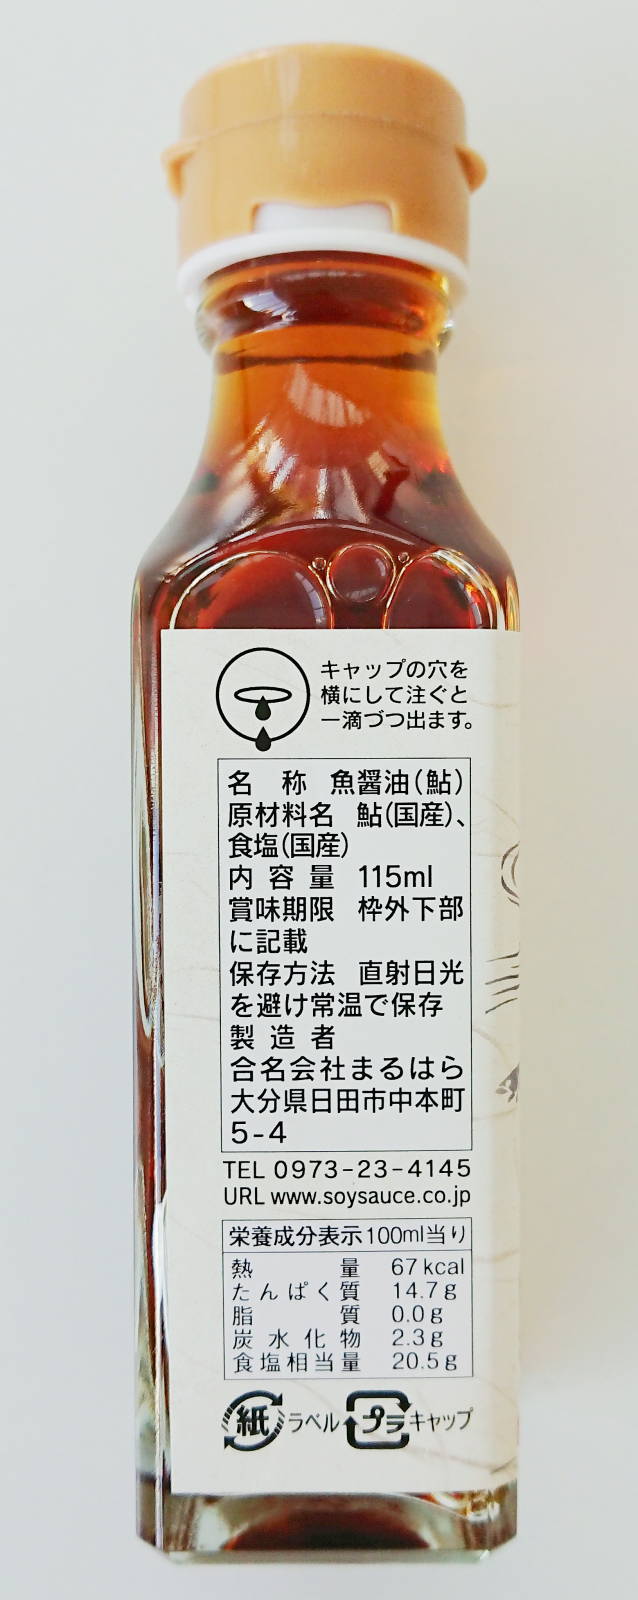 キャップの穴を
横にして注ぐと
一滴づつ出ます。
名 称 魚醤油(鮎)
原材料名 鮎(国産)、
食塩(国産)
内 容 量 115ml
賞味期限 枠外下部
に記載
保存方法 直射日光
を避け常温で保存
製 造 者
合名会社まるはら
大分県日田市中本町
5-4
TEL 0973-23-4145
URL www.soysauce.co.jp
栄養成分表示100ml当り
熱 量 67kcal
たんぱく質 14.7g
脂 質 0.0g
炭水化物 2.3g
食塩相当量 20.5g
紙 ラベル プラ キャップ